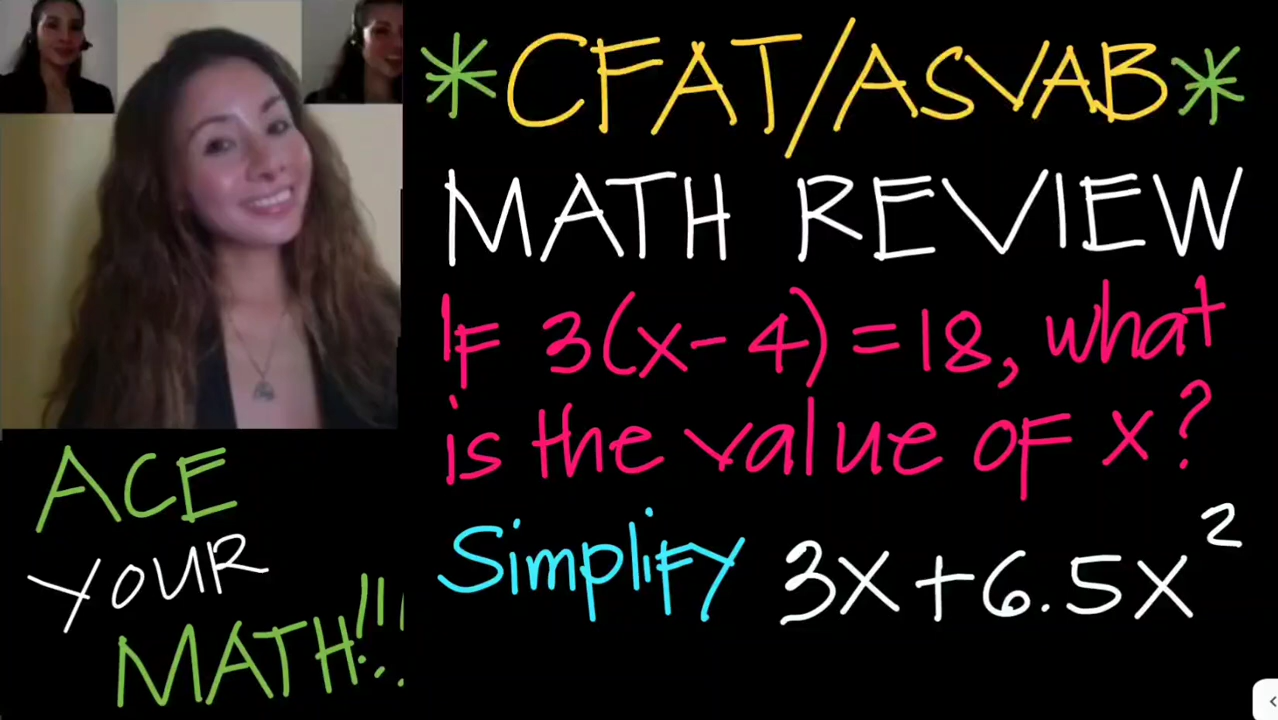 *CFAT/ASVAB*
MATH REVIEW
IF 3(x-4)=18, what
is the value of x?
Simplify 3x+6.5x²
ACE
YOUR
MATH!!!